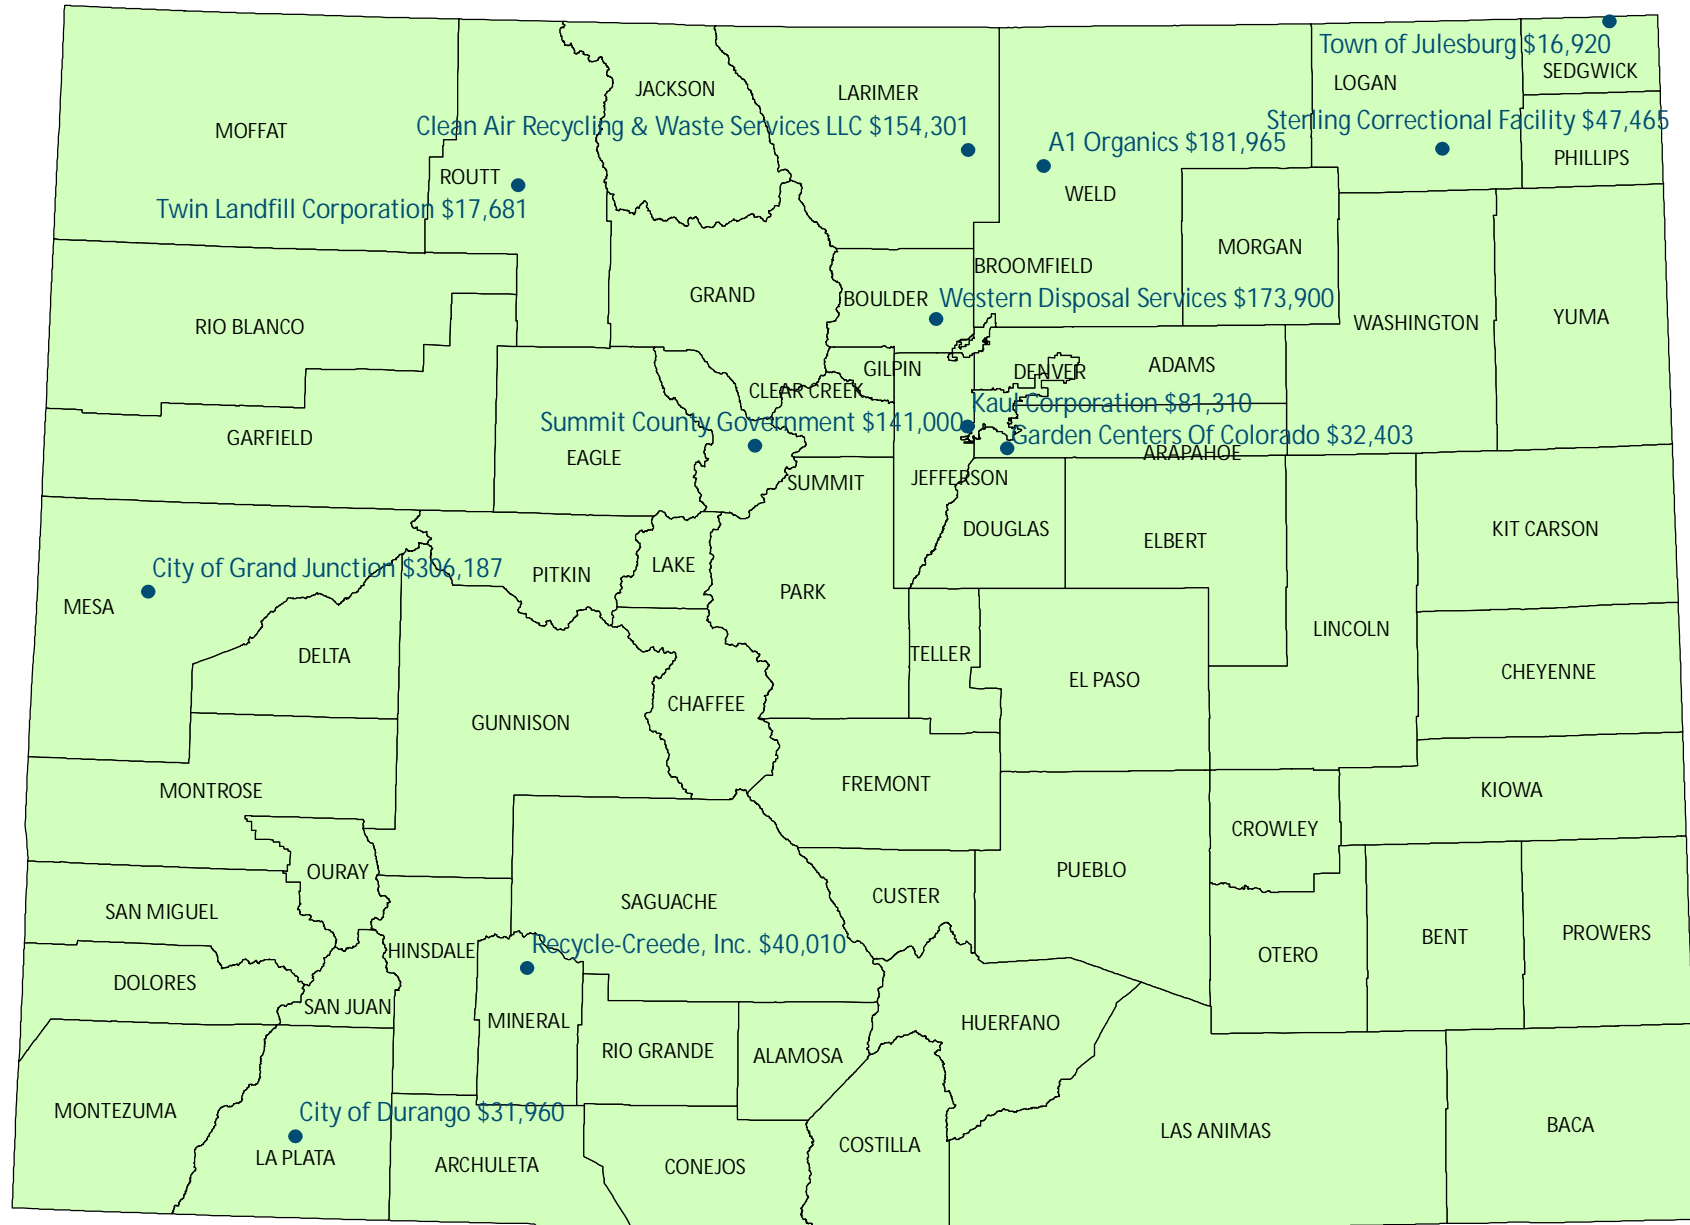 Town of Julesburg $16,920
SEDGWICK
LOGAN
JACKSON
LARIMER
Sterling Correctional Facility $47,465
MOFFAT
Clean Air Recycling & Waste Services LLC $154,301
A1 Organics $181,965
PHILLIPS
ROUTT
WELD
Twin Landfill Corporation $17,681
MORGAN
BROOMFIELD
GRAND
BOULDER
Western Disposal Services $173,900
RIO BLANCO
WASHINGTON
YUMA
GILPIN
DENVER
ADAMS
CLEAR CREEK
Kaul Corporation $81,310
Summit County Government $141,000
Garden Centers Of Colorado $32,403
GARFIELD
EAGLE
ARAPAHOE
SUMMIT
JEFFERSON
DOUGLAS
ELBERT
KIT CARSON
City of Grand Junction $306,187
PITKIN
LAKE
MESA
PARK
LINCOLN
DELTA
TELLER
EL PASO
CHEYENNE
GUNNISON
CHAFFEE
MONTROSE
FREMONT
KIOWA
CROWLEY
OURAY
PUEBLO
SAN MIGUEL
SAGUACHE
CUSTER
HINSDALE
Recycle-Creede, Inc. $40,010
BENT
PROWERS
OTERO
DOLORES
SAN JUAN
MINERAL
HUERFANO
RIO GRANDE
ALAMOSA
MONTEZUMA
City of Durango $31,960
LAS ANIMAS
BACA
COSTILLA
LA PLATA
ARCHULETA
CONEJOS